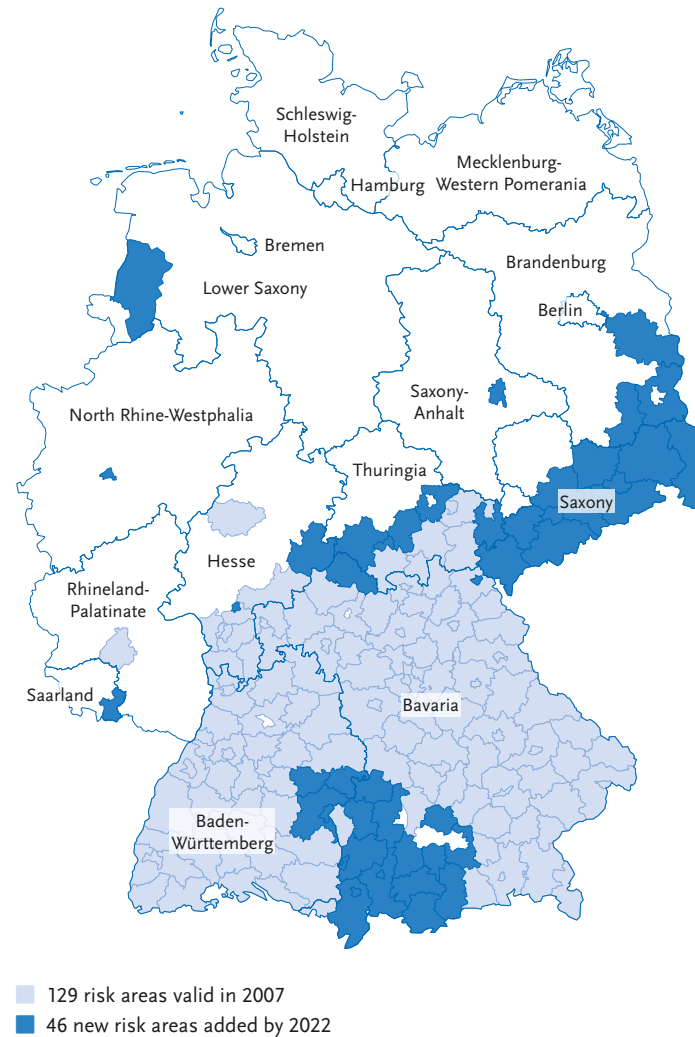 Schleswig-
Holstein
Mecklenburg-
Western Pomerania
Hamburg
Bremen
Brandenburg
Lower Saxony
Berlin
Saxony-
Anhalt
North Rhine-Westphalia
Thuringia
Saxony
Hesse
Rhineland-
Palatinate
Saarland
Bavaria
Baden-
Württemberg
129 risk areas valid in 2007
46 new risk areas added by 2022